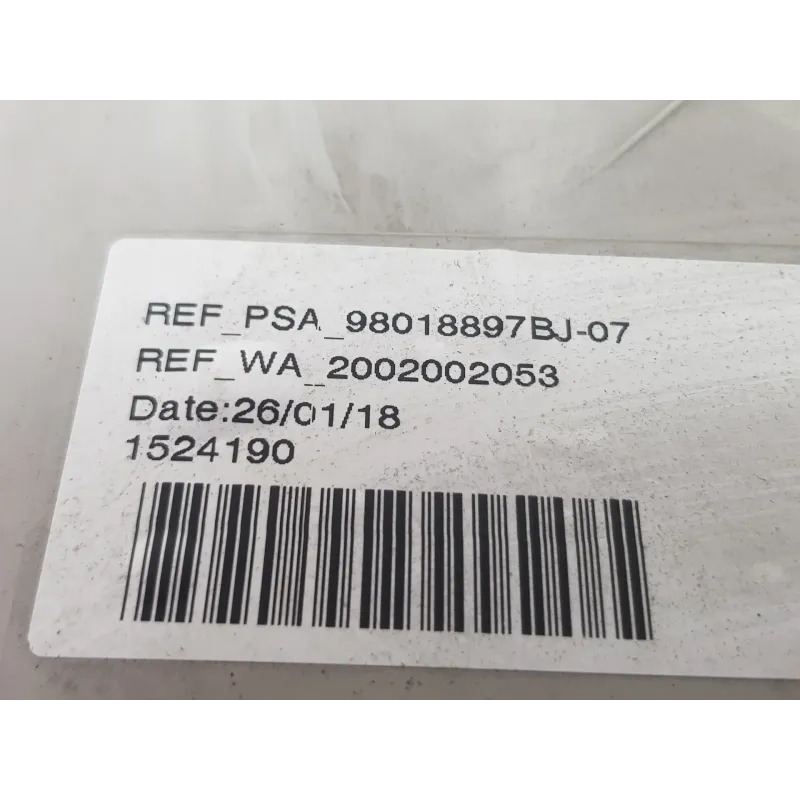 REF_PSA_98018897BJ-07
REF_WA_2002002053
Date:26/01/18
1524190